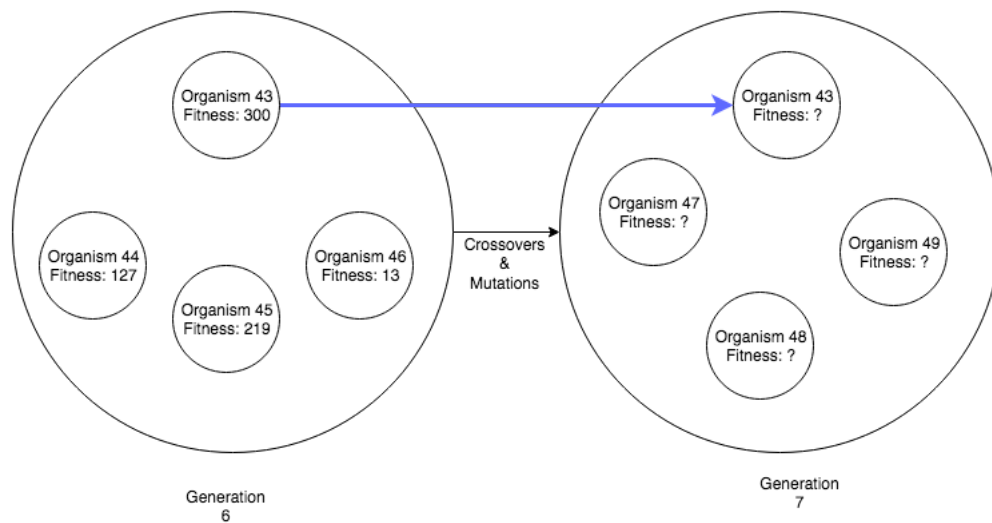 Organism 43
Fitness: 300
Organism 44
Fitness: 127
Organism 45
Fitness: 219
Organism 46
Fitness: 13
Generation
6
Crossovers
&
Mutations
Organism 43
Fitness: ?
Organism 47
Fitness: ?
Organism 49
Fitness: ?
Organism 48
Fitness: ?
Generation
7